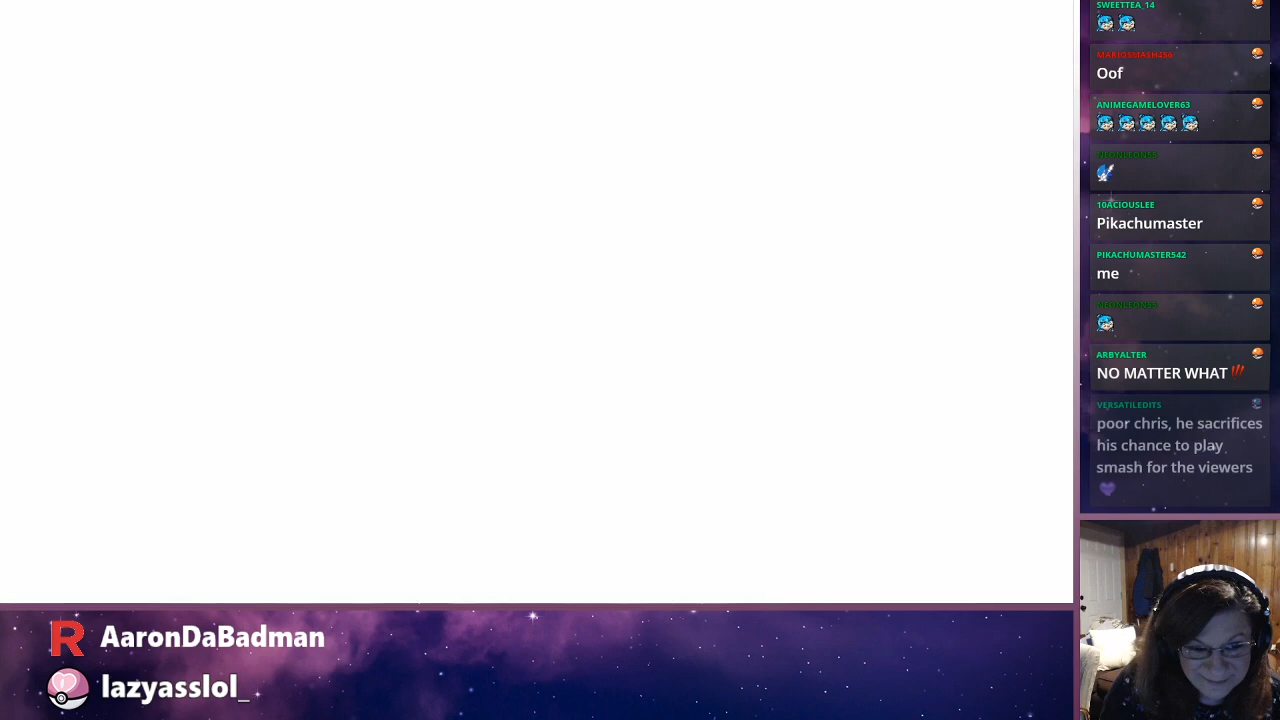 SWEETTEA_14
MARIOSMASH456
Oof
ANIMEGAMELOVER63
10ACIOUSLEE
Pikachumaster
PIKACHUMASTER542
me
ARBYALTER
NO MATTER WHAT
VERSATILEDITS
poor chris, he sacrifices
his chance to play
smash for the viewers
R AaronDaBadman
lazyasslol_